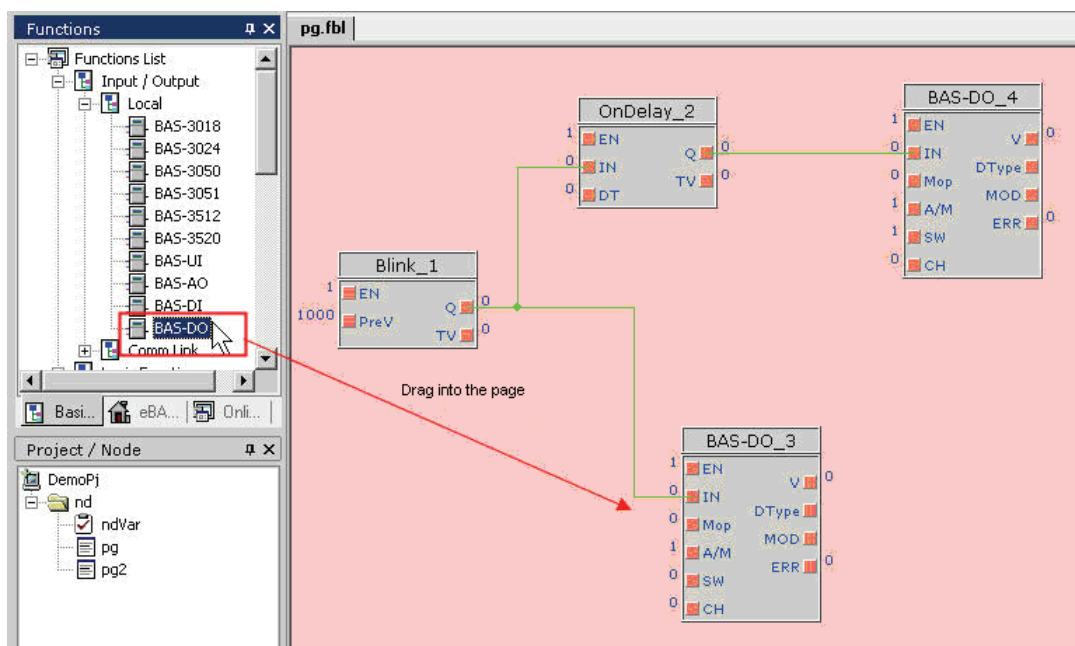 Functions
Functions List
Input / Output
Local
BAS-3018
BAS-3024
BAS-3050
BAS-3051
BAS-3512
BAS-3520
BAS-UI
BAS-AO
BAS-DI
BAS-DO
Comm Link
Basi...
eBA...
Onli...
Project / Node
DemoPj
nd
ndVar
pg
pg2
pg.fbl
OnDelay_2
1 EN
0 IN Q 0
0 DT TV 0
BAS-DO_4
1 EN V 0
0 IN DType
0 Mop MOD
1 A/M ERR 0
1 SW
0 CH
Blink_1
1 EN Q 0
1000 PreV TV 0
Drag into the page
BAS-DO_3
1 EN V 0
0 IN DType
0 Mop MOD
1 A/M ERR 0
0 SW
0 CH